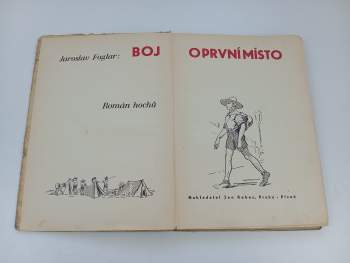 Jaroslav Foglar: BOJ O PRVNÍ MÍSTO
Román hochů
Nakladatel Jan Kobes, Praha - Plzeň